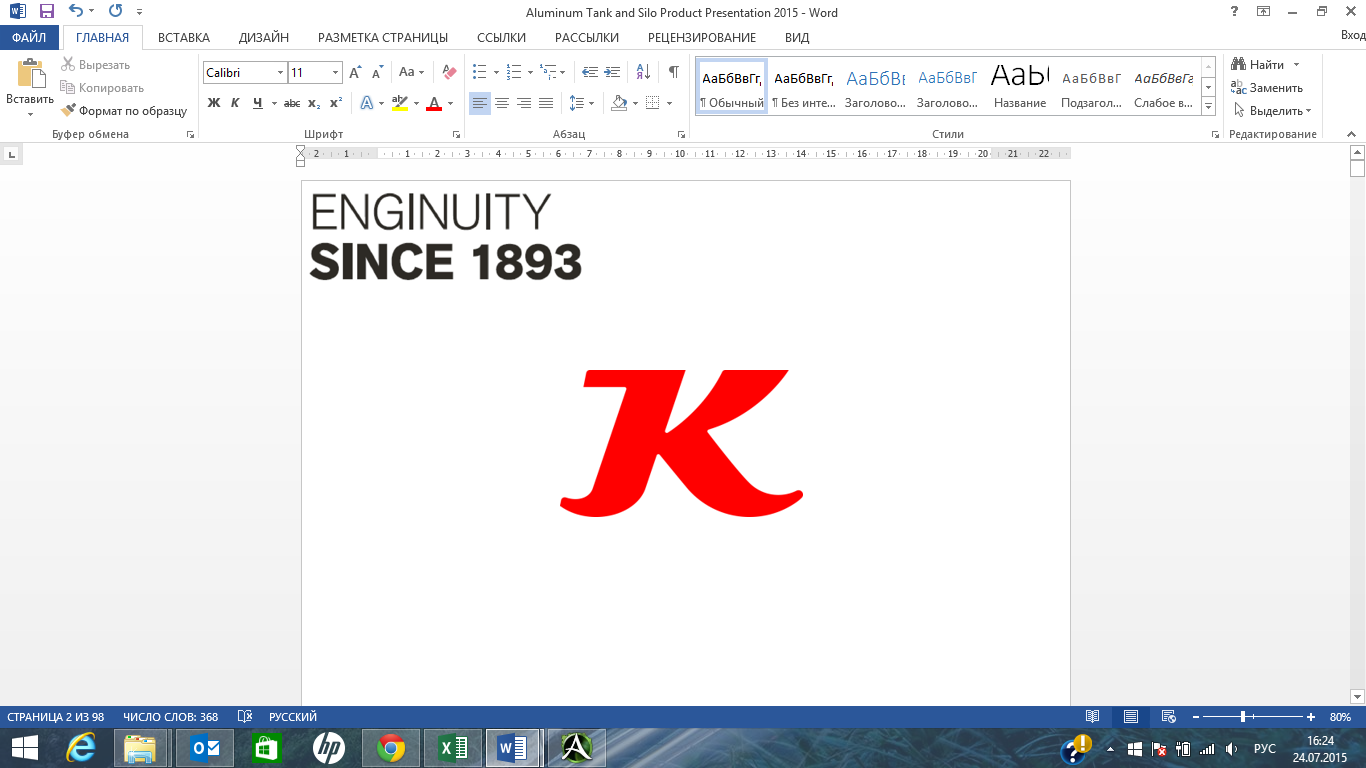 Aluminum Tank and Silo Product Presentation 2015 - Word
Вход
ФАЙЛ ГЛАВНАЯ ВСТАВКА ДИЗАЙН РАЗМЕТКА СТРАНИЦЫ ССЫЛКИ РАССЫЛКИ РЕЦЕНЗИРОВАНИЕ ВИД
Вставить
Вырезать
Копировать
Формат по образцу
Буфер обмена
Calibri 11
Ж К Ч abc x₂ x²
Шрифт
Абзац
АаБбВвГг, АаБбВвГг, АаБбВв АаБбВвГ АаБ АаБбВвГ АаБбВвГг
¶ Обычный ¶ Без инте... Заголово... Заголово... Название Подзагол... Слабое в...
Стили
Найти
Заменить
Выделить
Редактирование
2 1 1 2 3 4 5 6 7 8 9 10 11 12 13 14 15 16 17 18 19 20 21 22
ENGINUITY
SINCE 1893
K
СТРАНИЦА 2 ИЗ 98 ЧИСЛО СЛОВ: 368 РУССКИЙ 80%
hp
РУС
16:24
24.07.2015